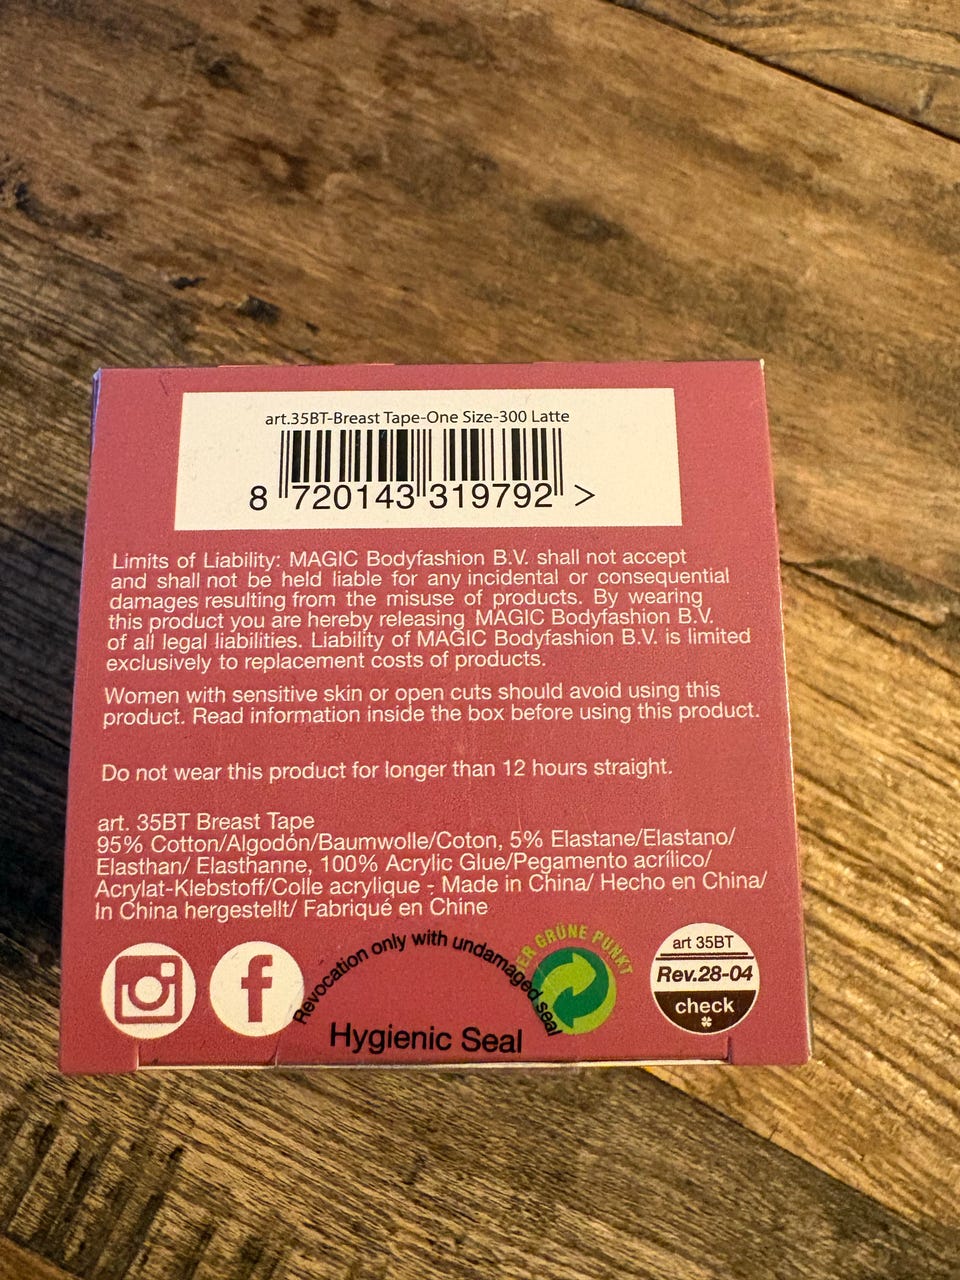 art.35BT-Breast Tape-One Size-300 Latte
8 720143 319792 >
Limits of Liability: MAGIC Bodyfashion B.V. shall not accept
and shall not be held liable for any incidental or consequential
damages resulting from the misuse of products. By wearing
this product you are hereby releasing MAGIC Bodyfashion B.V.
of all legal liabilities. Liability of MAGIC Bodyfashion B.V. is limited
exclusively to replacement costs of products.
Women with sensitive skin or open cuts should avoid using this
product. Read information inside the box before using this product.
Do not wear this product for longer than 12 hours straight.
art. 35BT Breast Tape
95% Cotton/Algodón/Baumwolle/Coton, 5% Elastane/Elastano/
Elasthan/ Elasthanne, 100% Acrylic Glue/Pegamento acrílico/
Acrylat-Klebstoff/Colle acrylique - Made in China/ Hecho en China/
In China hergestellt/ Fabriqué en Chine
f
Revocation only with undamaged seal
Hygienic Seal
ER GRÜNE PUNKT
art 35BT
Rev.28-04
check